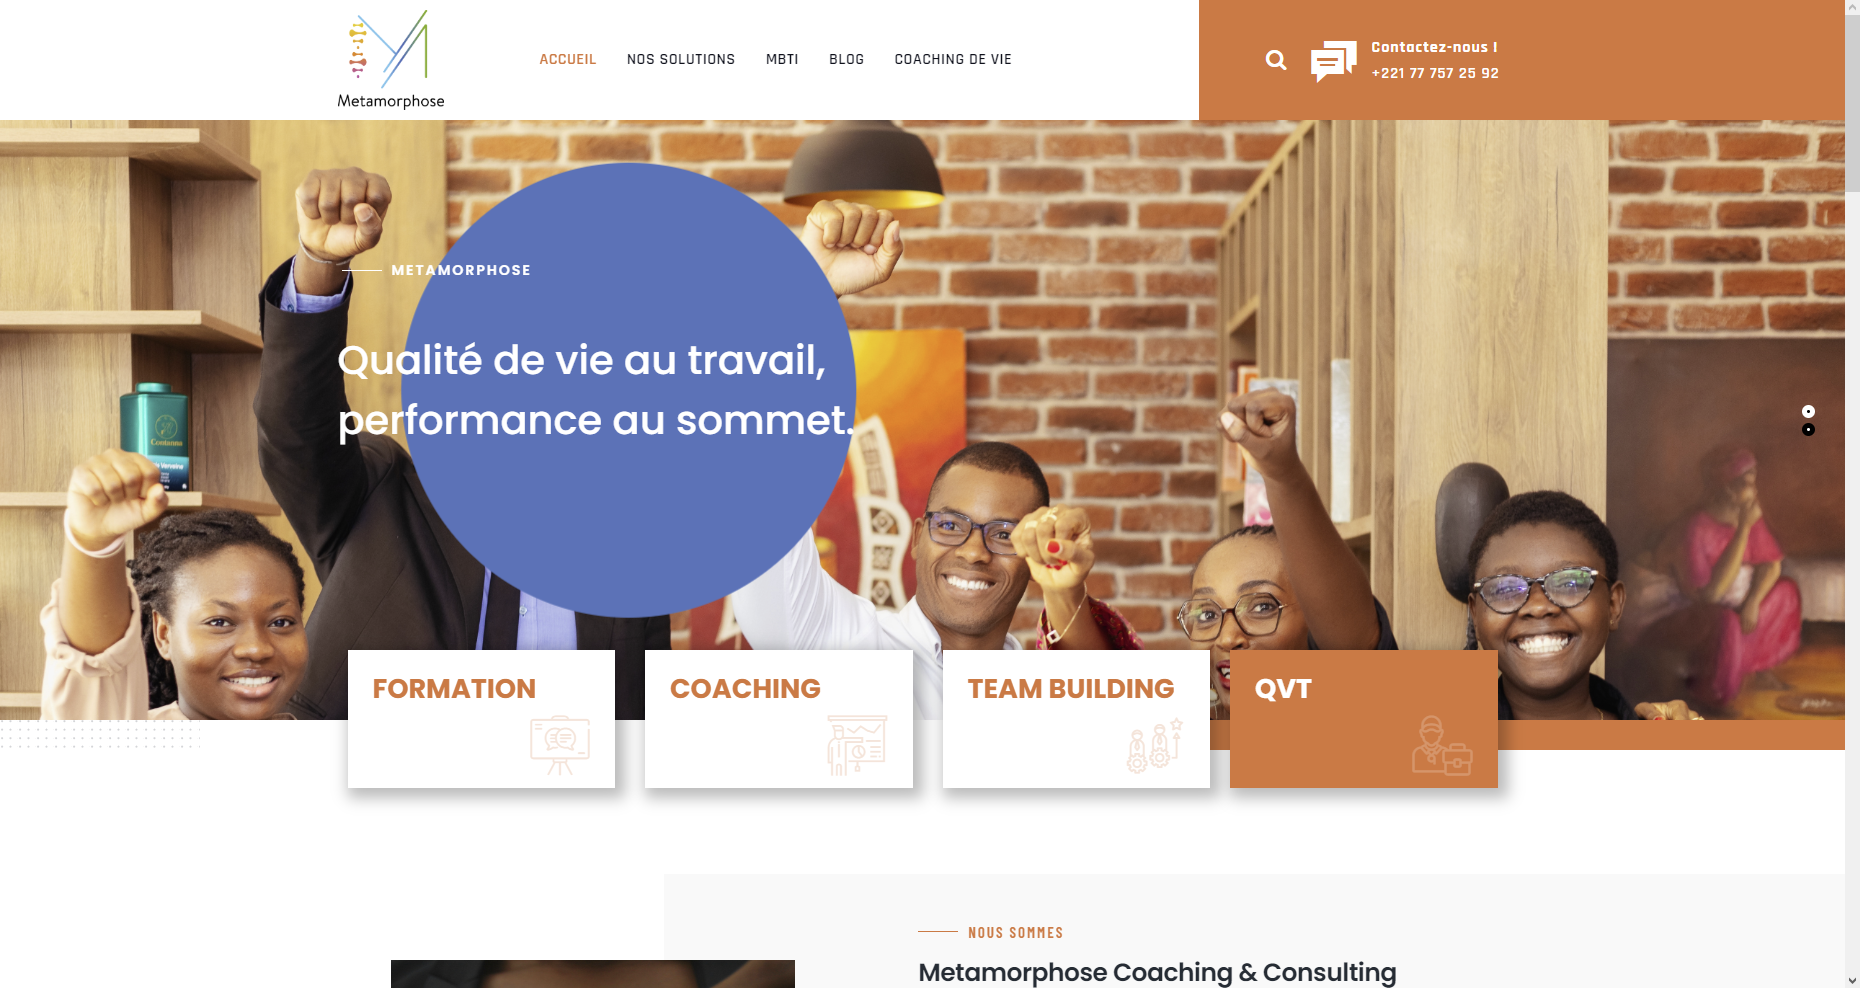 Metamorphose
ACCUEIL
NOS SOLUTIONS
MBTI
BLOG
COACHING DE VIE
Contactez-nous !
+221 77 757 25 92
METAMORPHOSE
Qualité de vie au travail,
performance au sommet.
Verveine
FORMATION
COACHING
TEAM BUILDING
QVT
NOUS SOMMES
Metamorphose Coaching & Consulting